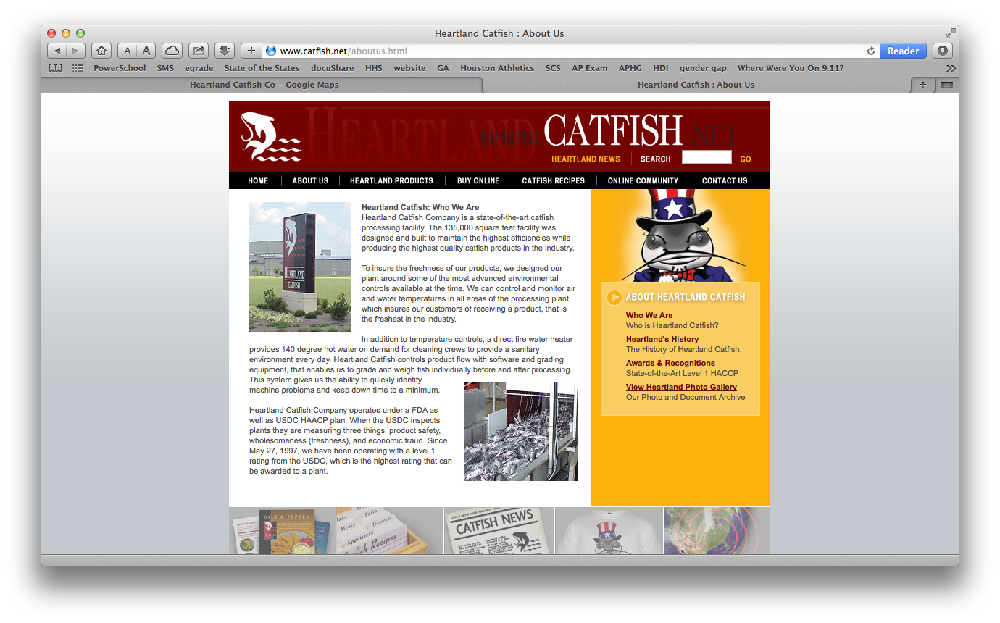 Heartland Catfish : About Us
A A
www.catfish.net/aboutus.html
Reader
PowerSchool SMS egrade State of the States docuShare HHS website GA Houston Athletics SCS AP Exam APHG HDI gender gap Where Were You On 9.11?
Heartland Catfish Co - Google Maps
Heartland Catfish : About Us
HEARTLAND www.CATFISH.NET
HEARTLAND NEWS SEARCH GO
HOME ABOUT US HEARTLAND PRODUCTS BUY ONLINE CATFISH RECIPES ONLINE COMMUNITY CONTACT US
HEARTLAND
CATFISH
Heartland Catfish: Who We Are
Heartland Catfish Company is a state-of-the-art catfish
processing facility. The 135,000 square feet facility was
designed and built to maintain the highest efficiencies while
producing the highest quality catfish products in the industry.
To insure the freshness of our products, we designed our
plant around some of the most advanced environmental
controls available at the time. We can control and monitor air
and water temperatures in all areas of the processing plant,
which insures our customers of receiving a product, that is
the freshest in the industry.
In addition to temperature controls, a direct fire water heater
provides 140 degree hot water on demand for cleaning crews to provide a sanitary
environment every day. Heartland Catfish controls product flow with software and grading
equipment, that enables us to grade and weigh fish individually before and after processing.
This system gives us the ability to quickly identify
machine problems and keep down time to a minimum.
Heartland Catfish Company operates under a FDA as
well as USDC HAACP plan. When the USDC inspects
plants they are measuring three things, product safety,
wholesomeness (freshness), and economic fraud. Since
May 27, 1997, we have been operating with a level 1
rating from the USDC, which is the highest rating that can
be awarded to a plant.
ABOUT HEARTLAND CATFISH
Who We Are
Who is Heartland Catfish?
Heartland's History
The History of Heartland Catfish.
Awards & Recognitions
State-of-the-Art Level 1 HACCP
View Heartland Photo Gallery
Our Photo and Document Archive
SALT & PEPPER
Pasta
Meats
Desserts
Appetizers
Catfish Recipes
CATFISH NEWS